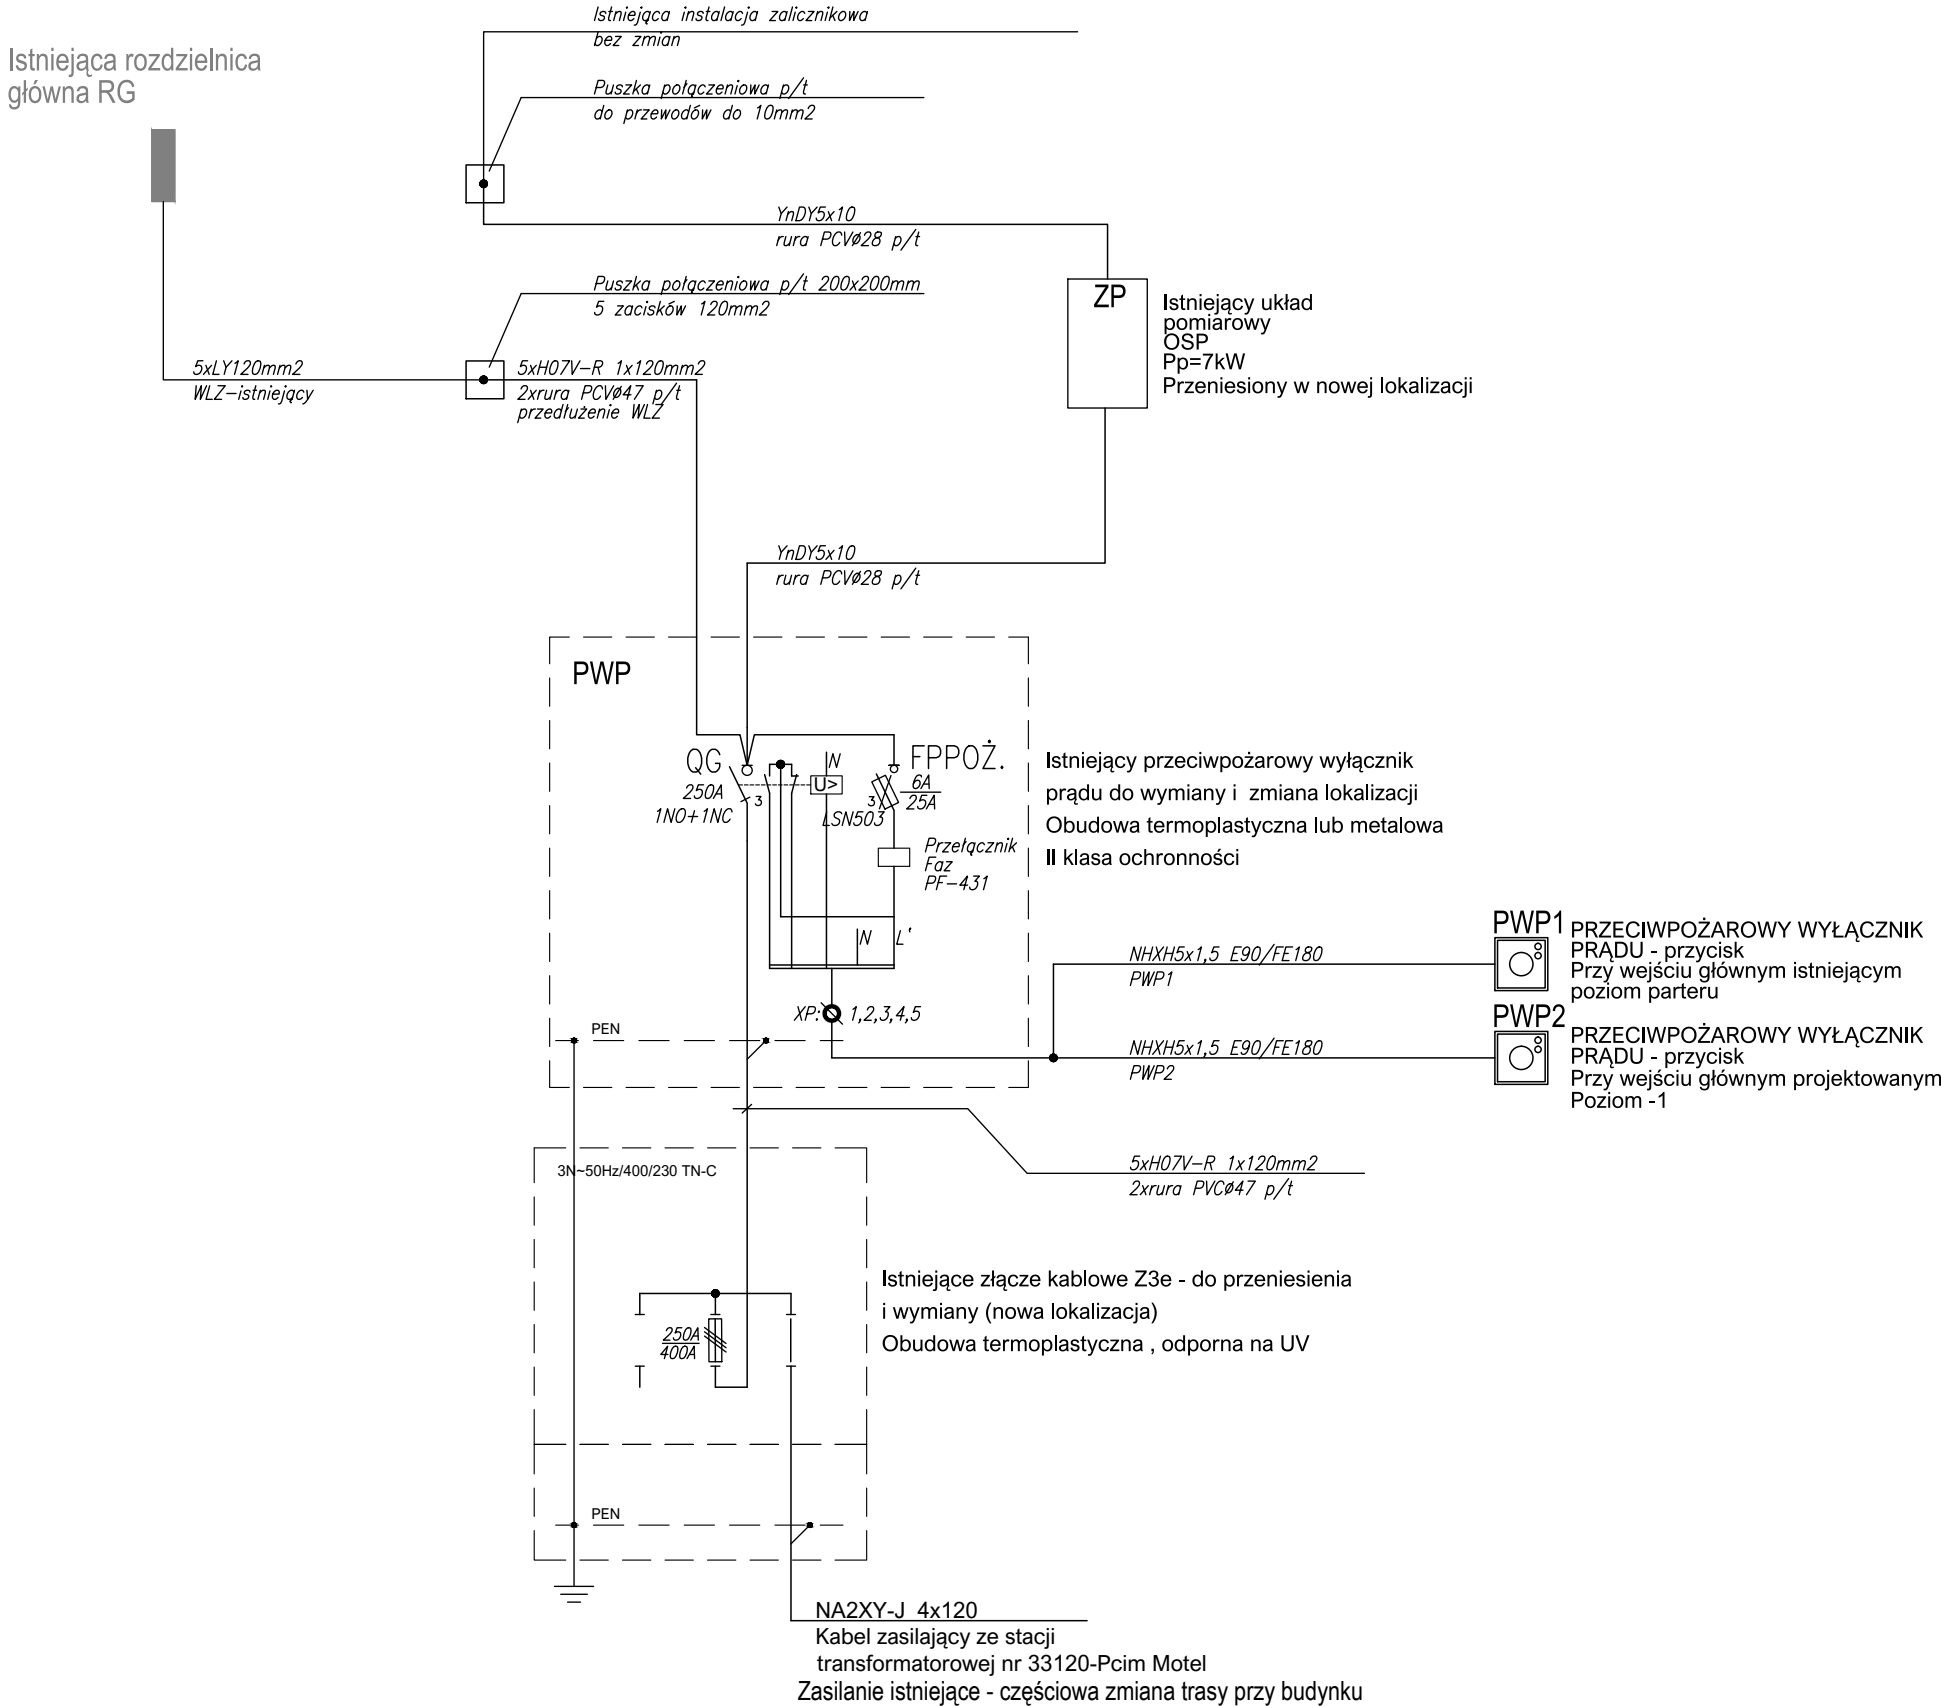 Istniejąca instalacja zalicznikowa
bez zmian
Istniejąca rozdzielnica
główna RG
Puszka połączeniowa p/t
do przewodów do 10mm2
YnDY5x10
rura PCVø28 p/t
Puszka połączeniowa p/t 200x200mm
5 zacisków 120mm2
ZP
Istniejący układ
pomiarowy
OSP
Pp=7kW
Przeniesiony w nowej lokalizacji
5xLY120mm2
WLZ-istniejący
5xH07V-R 1x120mm2
2xrura PCVø47 p/t
przedłużenie WLZ
YnDY5x10
rura PCVø28 p/t
PWP
QG
250A
1NO+1NC
3
N
U>
FPPOŻ.
6A
25A
3
LSN503
Przełącznik
Faz
PF-431
N
L'
XP:
1,2,3,4,5
PEN
Istniejący przeciwpożarowy wyłącznik
prądu do wymiany i zmiana lokalizacji
Obudowa termoplastyczna lub metalowa
II klasa ochronności
NHXH5x1,5 E90/FE180
PWP1
PWP1
PRZECIWPOŻAROWY WYŁĄCZNIK
PRĄDU - przycisk
Przy wejściu głównym istniejącym
poziom parteru
NHXH5x1,5 E90/FE180
PWP2
PWP2
PRZECIWPOŻAROWY WYŁĄCZNIK
PRĄDU - przycisk
Przy wejściu głównym projektowanym
Poziom -1
5xH07V-R 1x120mm2
2xrura PVCø47 p/t
3N~50Hz/400/230 TN-C
250A
400A
Istniejące złącze kablowe Z3e - do przeniesienia
i wymiany (nowa lokalizacja)
Obudowa termoplastyczna , odporna na UV
PEN
NA2XY-J 4x120
Kabel zasilający ze stacji
transformatorowej nr 33120-Pcim Motel
Zasilanie istniejące - częściowa zmiana trasy przy budynku